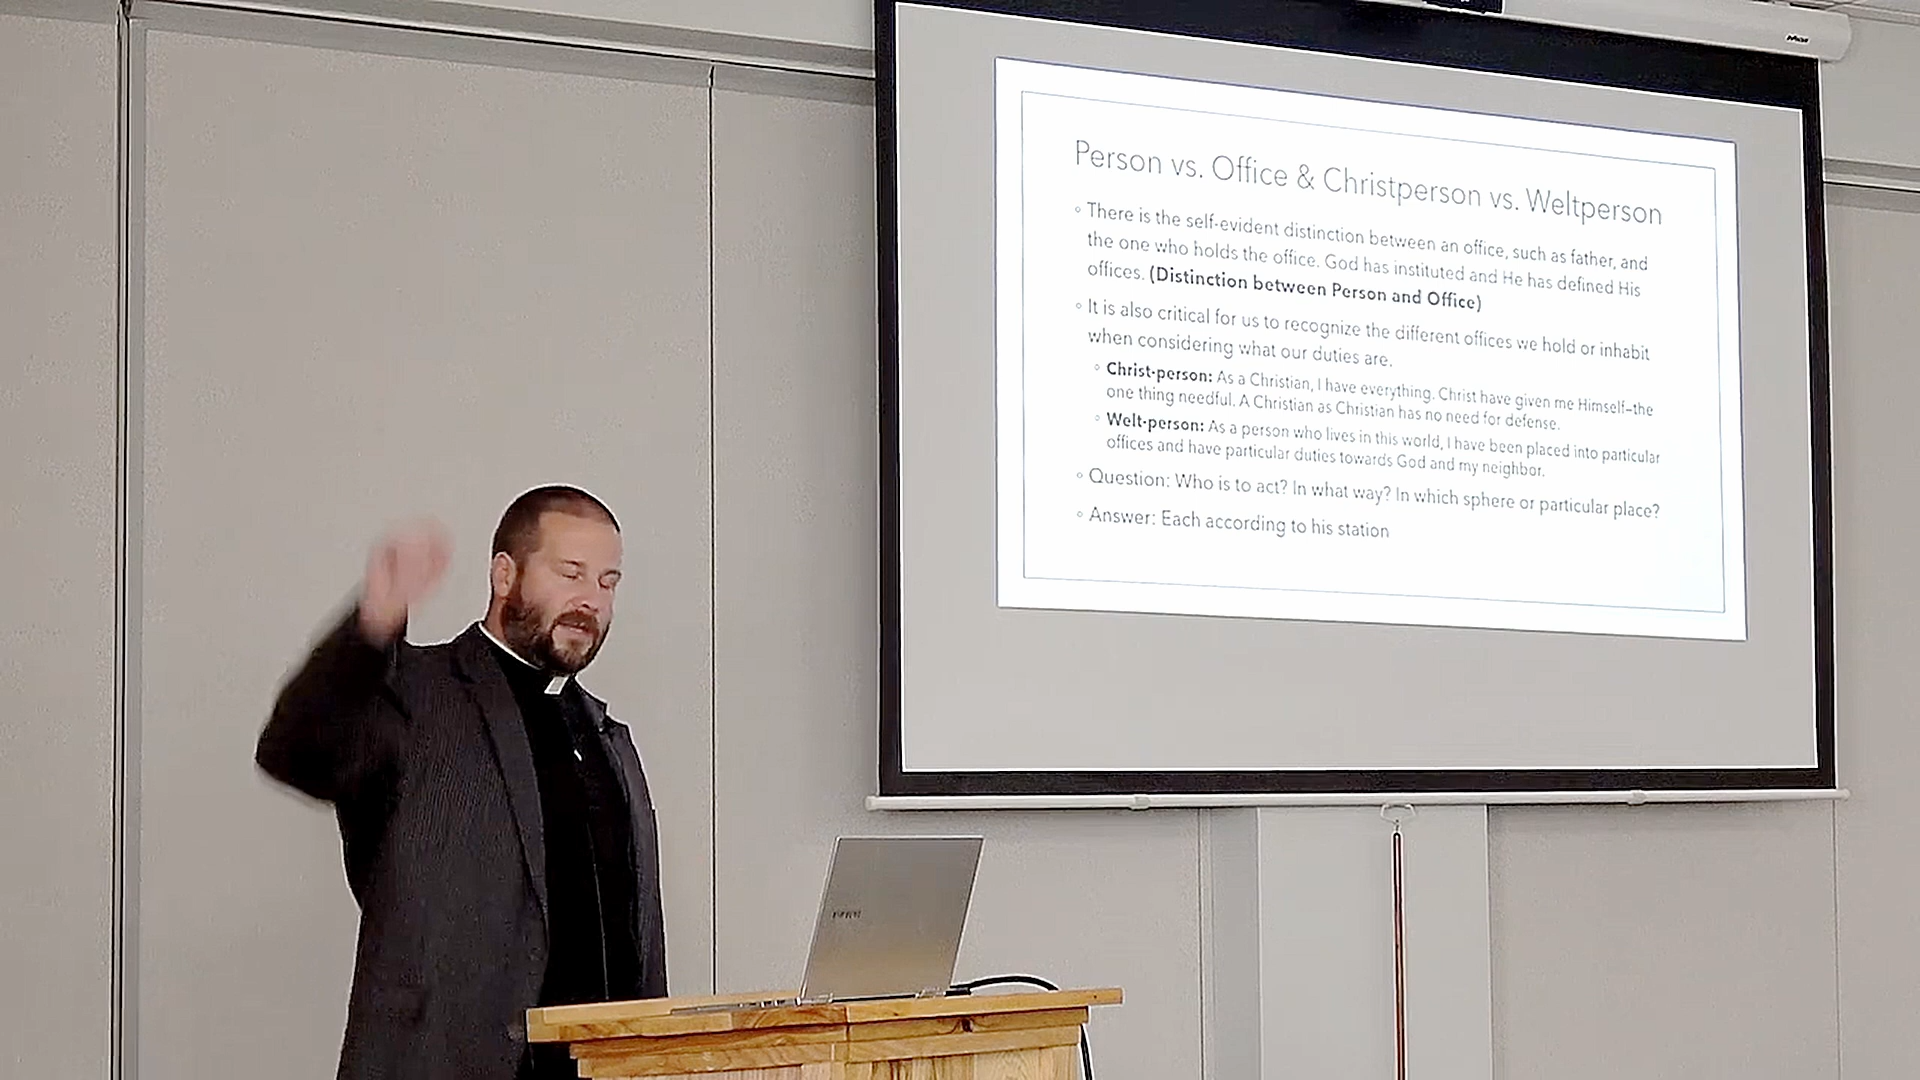 Person vs. Office & Christperson vs. Weltperson
◦ There is the self-evident distinction between an office, such as father, and
the one who holds the office. God has instituted and He has defined His
offices. (Distinction between Person and Office)
◦ It is also critical for us to recognize the different offices we hold or inhabit
when considering what our duties are.
◦ Christ-person: As a Christian, I have everything. Christ have given me Himself–the
one thing needful. A Christian as Christian has no need for defense.
◦ Welt-person: As a person who lives in this world, I have been placed into particular
offices and have particular duties towards God and my neighbor.
◦ Question: Who is to act? In what way? In which sphere or particular place?
◦ Answer: Each according to his station